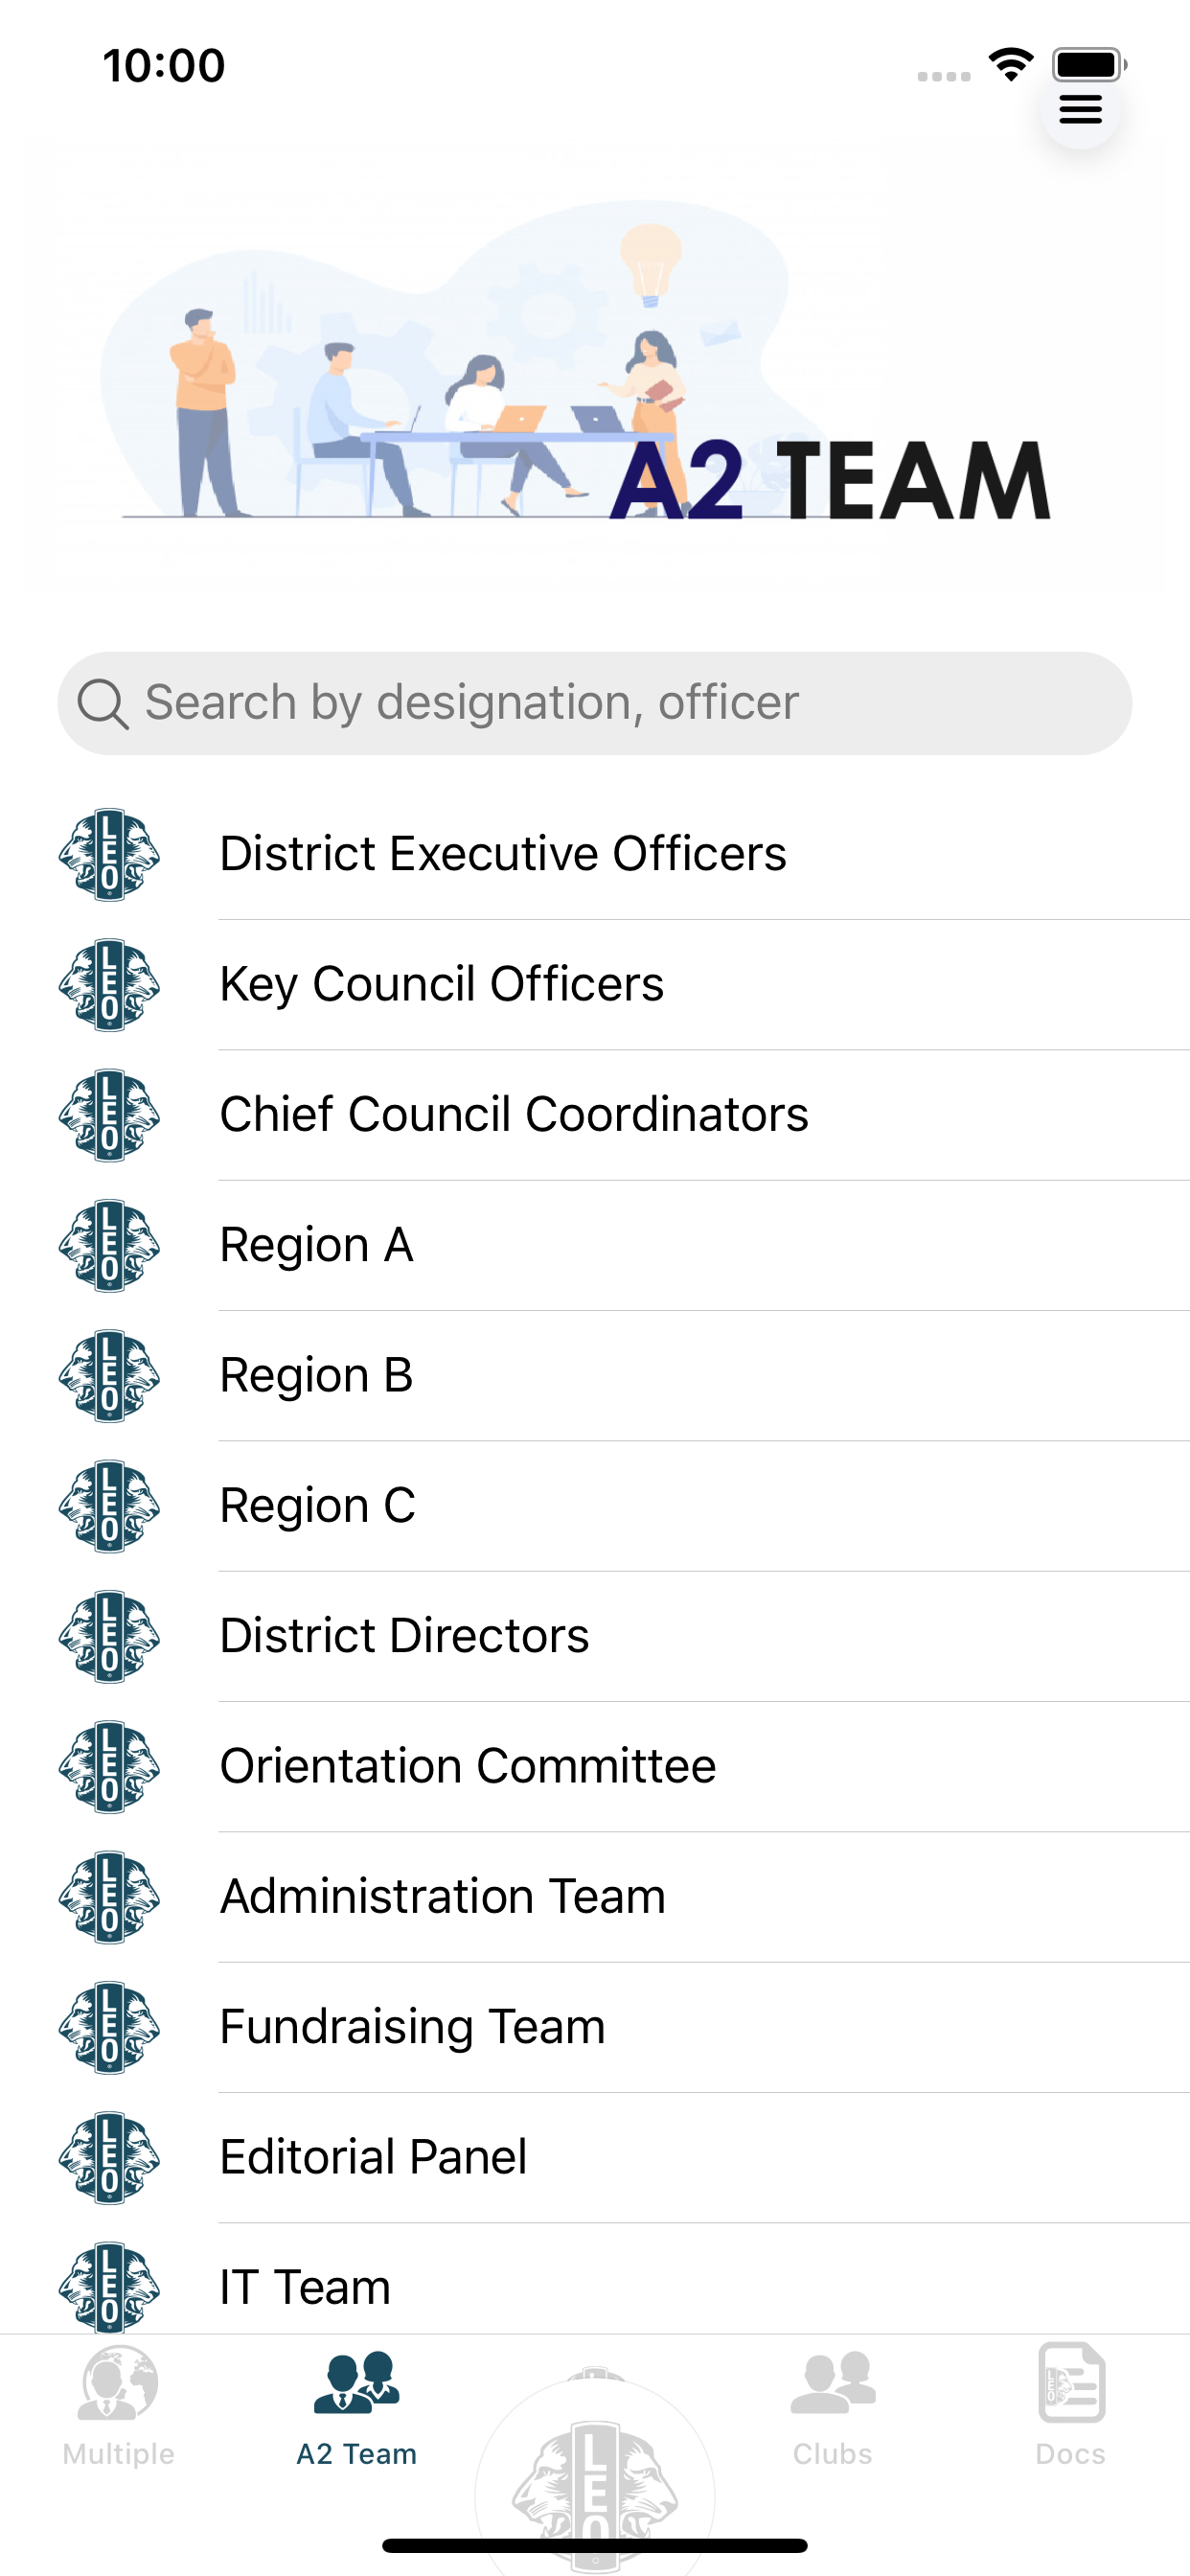 10:00
A2 TEAM
Search by designation, officer
LEO District Executive Officers
LEO Key Council Officers
LEO Chief Council Coordinators
LEO Region A
LEO Region B
LEO Region C
LEO District Directors
LEO Orientation Committee
LEO Administration Team
LEO Fundraising Team
LEO Editorial Panel
LEO IT Team
LEO
LEO
Multiple
A2 Team
Clubs
Docs